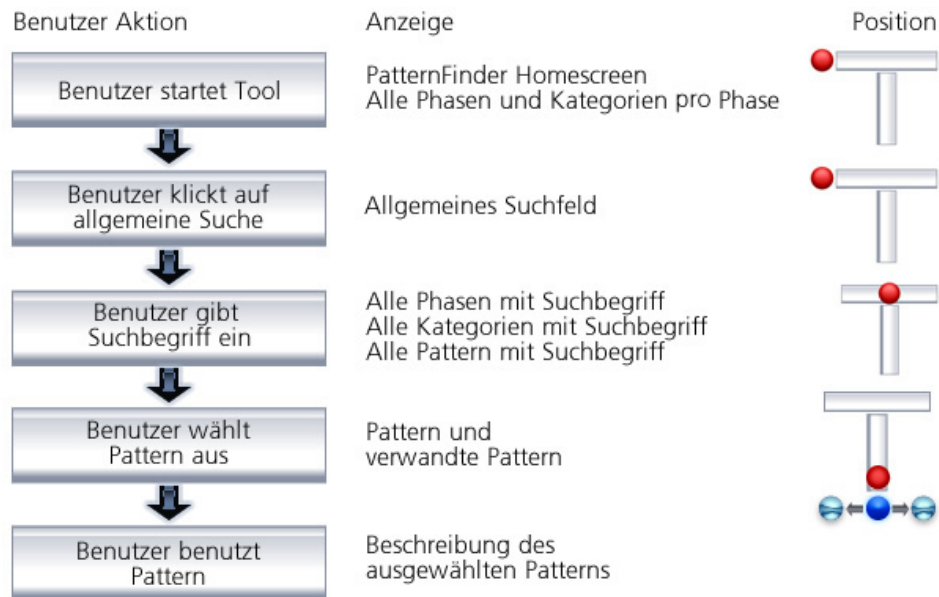 Benutzer Aktion
Anzeige
Position
Benutzer startet Tool
PatternFinder Homescreen
Alle Phasen und Kategorien pro Phase
Benutzer klickt auf
allgemeine Suche
Allgemeines Suchfeld
Benutzer gibt
Suchbegriff ein
Alle Phasen mit Suchbegriff
Alle Kategorien mit Suchbegriff
Alle Pattern mit Suchbegriff
Benutzer wählt
Pattern aus
Pattern und
verwandte Pattern
Benutzer benutzt
Pattern
Beschreibung des
ausgewählten Patterns